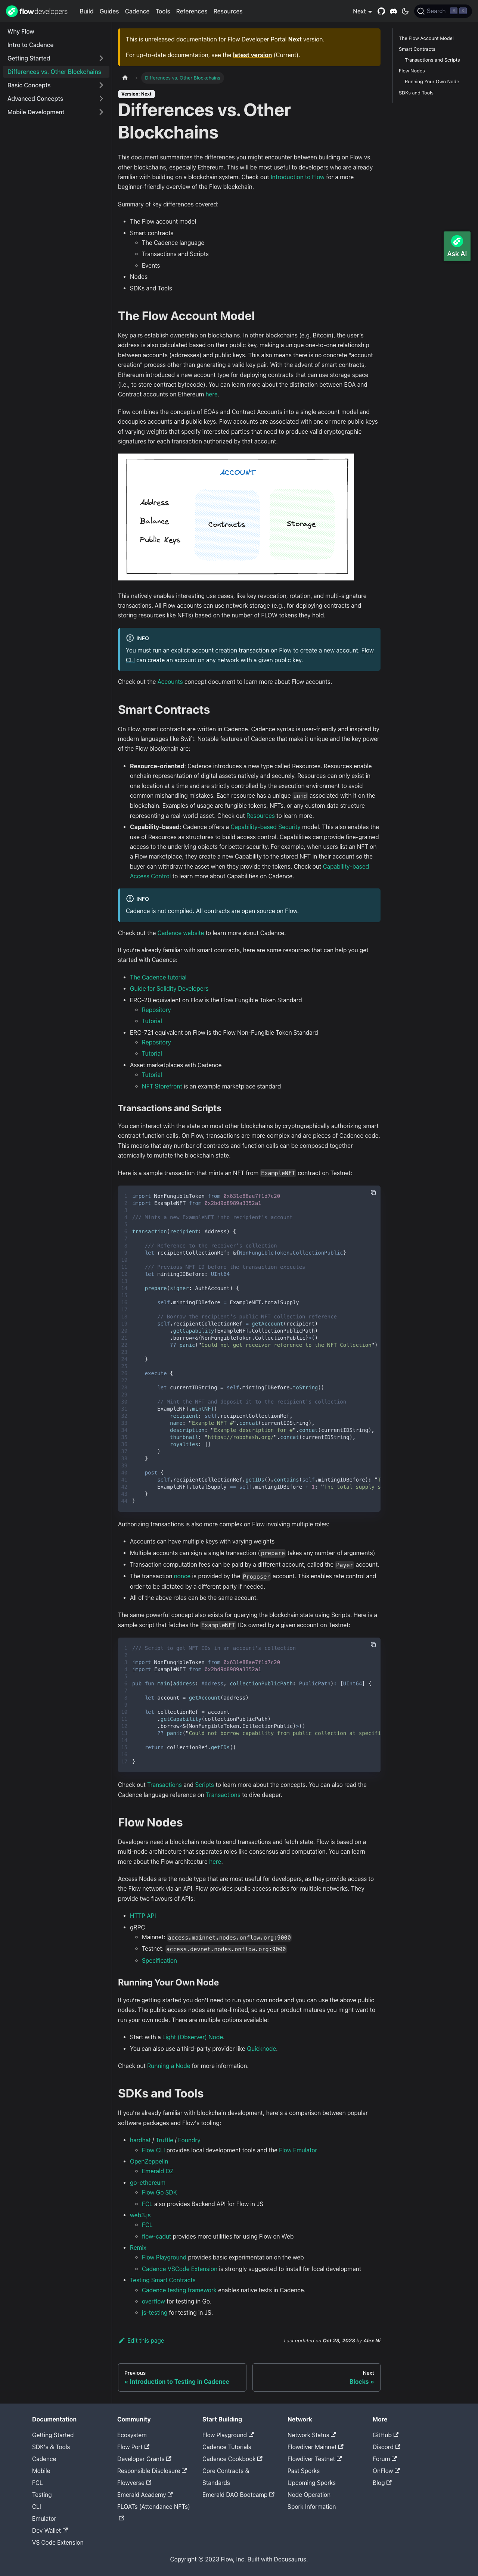 flow developers
Build Guides Cadence Tools References Resources
Next
Search
Why Flow
Intro to Cadence
Getting Started
Differences vs. Other Blockchains
Basic Concepts
Advanced Concepts
Mobile Development
This is unreleased documentation for Flow Developer Portal Next version.
For up-to-date documentation, see the latest version (Current).
Differences vs. Other Blockchains
Version: Next
Differences vs. Other
Blockchains
This document summarizes the differences you might encounter between building on Flow vs.
other blockchains, especially Ethereum. This will be most useful to developers who are already
familiar with building on a blockchain system. Check out Introduction to Flow for a more
beginner-friendly overview of the Flow blockchain.
Summary of key differences covered:
The Flow account model
Smart contracts
The Cadence language
Transactions and Scripts
Events
Nodes
SDKs and Tools
The Flow Account Model
Key pairs establish ownership on blockchains. In other blockchains (e.g. Bitcoin), the user's
address is also calculated based on their public key, making a unique one-to-one relationship
between accounts (addresses) and public keys. This also means there is no concrete "account
creation" process other than generating a valid key pair. With the advent of smart contracts,
Ethereum introduced a new account type for deployed contracts that can use storage space
(i.e., to store contract bytecode). You can learn more about the distinction between EOA and
Contract accounts on Ethereum here.
Flow combines the concepts of EOAs and Contract Accounts into a single account model and
decouples accounts and public keys. Flow accounts are associated with one or more public keys
of varying weights that specify interested parties that will need to produce valid cryptographic
signatures for each transaction authorized by that account.
ACCOUNT
Address
Balance
Public Keys
Contracts
Storage
This natively enables interesting use cases, like key revocation, rotation, and multi-signature
transactions. All Flow accounts can use network storage (e.g., for deploying contracts and
storing resources like NFTs) based on the number of FLOW tokens they hold.
INFO
You must run an explicit account creation transaction on Flow to create a new account. Flow
CLI can create an account on any network with a given public key.
Check out the Accounts concept document to learn more about Flow accounts.
Smart Contracts
On Flow, smart contracts are written in Cadence. Cadence syntax is user-friendly and inspired by
modern languages like Swift. Notable features of Cadence that make it unique and the key power
of the Flow blockchain are:
Resource-oriented: Cadence introduces a new type called Resources. Resources enable
onchain representation of digital assets natively and securely. Resources can only exist in
one location at a time and are strictly controlled by the execution environment to avoid
common mishandling mistakes. Each resource has a unique uuid associated with it on the
blockchain. Examples of usage are fungible tokens, NFTs, or any custom data structure
representing a real-world asset. Check out Resources to learn more.
Capability-based: Cadence offers a Capability-based Security model. This also enables the
use of Resources as structures to build access control. Capabilities can provide fine-grained
access to the underlying objects for better security. For example, when users list an NFT on
a Flow marketplace, they create a new Capability to the stored NFT in their account so the
buyer can withdraw the asset when they provide the tokens. Check out Capability-based
Access Control to learn more about Capabilities on Cadence.
INFO
Cadence is not compiled. All contracts are open source on Flow.
Check out the Cadence website to learn more about Cadence.
If you're already familiar with smart contracts, here are some resources that can help you get
started with Cadence:
The Cadence tutorial
Guide for Solidity Developers
ERC-20 equivalent on Flow is the Flow Fungible Token Standard
Repository
Tutorial
ERC-721 equivalent on Flow is the Flow Non-Fungible Token Standard
Repository
Tutorial
Asset marketplaces with Cadence
Tutorial
NFT Storefront is an example marketplace standard
Transactions and Scripts
You can interact with the state on most other blockchains by cryptographically authorizing smart
contract function calls. On Flow, transactions are more complex and are pieces of Cadence code.
This means that any number of contracts and function calls can be composed together
atomically to mutate the blockchain state.
Here is a sample transaction that mints an NFT from ExampleNFT contract on Testnet:
import NonFungibleToken from 0x631e88ae7f1d7c20
import ExampleNFT from 0x2bd9d8989a3352a1
/// Mints a new ExampleNFT into recipient's account
transaction(recipient: Address) {
/// Reference to the receiver's collection
let recipientCollectionRef: &{NonFungibleToken.CollectionPublic}
/// Previous NFT ID before the transaction executes
let mintingIDBefore: UInt64
prepare(signer: AuthAccount) {
self.mintingIDBefore = ExampleNFT.totalSupply
// Borrow the recipient's public NFT collection reference
self.recipientCollectionRef = getAccount(recipient)
.getCapability(ExampleNFT.CollectionPublicPath)
.borrow<&{NonFungibleToken.CollectionPublic}>()
?? panic("Could not get receiver reference to the NFT Collection")
}
execute {
let currentIDString = self.mintingIDBefore.toString()
// Mint the NFT and deposit it to the recipient's collection
ExampleNFT.mintNFT(
recipient: self.recipientCollectionRef,
name: "Example NFT #".concat(currentIDString),
description: "Example description for #".concat(currentIDString),
thumbnail: "https://robohash.org/".concat(currentIDString),
royalties: []
)
}
post {
self.recipientCollectionRef.getIDs().contains(self.mintingIDBefore): "T
ExampleNFT.totalSupply == self.mintingIDBefore + 1: "The total supply s
}
}
Authorizing transactions is also more complex on Flow involving multiple roles:
Accounts can have multiple keys with varying weights
Multiple accounts can sign a single transaction (prepare takes any number of arguments)
Transaction computation fees can be paid by a different account, called the Payer account.
The transaction nonce is provided by the Proposer account. This enables rate control and
order to be dictated by a different party if needed.
All of the above roles can be the same account.
The same powerful concept also exists for querying the blockchain state using Scripts. Here is a
sample script that fetches the ExampleNFT IDs owned by a given account on Testnet:
/// Script to get NFT IDs in an account's collection
import NonFungibleToken from 0x631e88ae7f1d7c20
import ExampleNFT from 0x2bd9d8989a3352a1
pub fun main(address: Address, collectionPublicPath: PublicPath): [UInt64] {
let account = getAccount(address)
let collectionRef = account
.getCapability(collectionPublicPath)
.borrow<&{NonFungibleToken.CollectionPublic}>()
?? panic("Could not borrow capability from public collection at specifi
return collectionRef.getIDs()
}
Check out Transactions and Scripts to learn more about the concepts. You can also read the
Cadence language reference on Transactions to dive deeper.
Flow Nodes
Developers need a blockchain node to send transactions and fetch state. Flow is based on a
multi-node architecture that separates roles like consensus and computation. You can learn
more about the Flow architecture here.
Access Nodes are the node type that are most useful for developers, as they provide access to
the Flow network via an API. Flow provides public access nodes for multiple networks. They
provide two flavours of APIs:
HTTP API
gRPC
Mainnet: access.mainnet.nodes.onflow.org:9000
Testnet: access.devnet.nodes.onflow.org:9000
Specification
Running Your Own Node
If you're getting started you don't need to run your own node and you can use the above public
nodes. The public access nodes are rate-limited, so as your product matures you might want to
run your own node. There are multiple options available:
Start with a Light (Observer) Node.
You can also use a third-party provider like Quicknode.
Check out Running a Node for more information.
SDKs and Tools
If you're already familiar with blockchain development, here's a comparison between popular
software packages and Flow's tooling:
hardhat / Truffle / Foundry
Flow CLI provides local development tools and the Flow Emulator
OpenZeppelin
Emerald OZ
go-ethereum
Flow Go SDK
FCL also provides Backend API for Flow in JS
web3.js
FCL
flow-cadut provides more utilities for using Flow on Web
Remix
Flow Playground provides basic experimentation on the web
Cadence VSCode Extension is strongly suggested to install for local development
Testing Smart Contracts
Cadence testing framework enables native tests in Cadence.
overflow for testing in Go.
js-testing for testing in JS.
Edit this page
Last updated on Oct 23, 2023 by Alex Ni
Previous
« Introduction to Testing in Cadence
Next
Blocks »
The Flow Account Model
Smart Contracts
Transactions and Scripts
Flow Nodes
Running Your Own Node
SDKs and Tools
Ask AI
Documentation
Getting Started
SDK's & Tools
Cadence
Mobile
FCL
Testing
CLI
Emulator
Dev Wallet
VS Code Extension
Community
Ecosystem
Flow Port
Developer Grants
Responsible Disclosure
Flowverse
Emerald Academy
FLOATs (Attendance NFTs)
Start Building
Flow Playground
Cadence Tutorials
Cadence Cookbook
Core Contracts &
Standards
Emerald DAO Bootcamp
Network
Network Status
Flowdiver Mainnet
Flowdiver Testnet
Past Sporks
Upcoming Sporks
Node Operation
Spork Information
More
GitHub
Discord
Forum
OnFlow
Blog
Copyright © 2023 Flow, Inc. Built with Docusaurus.